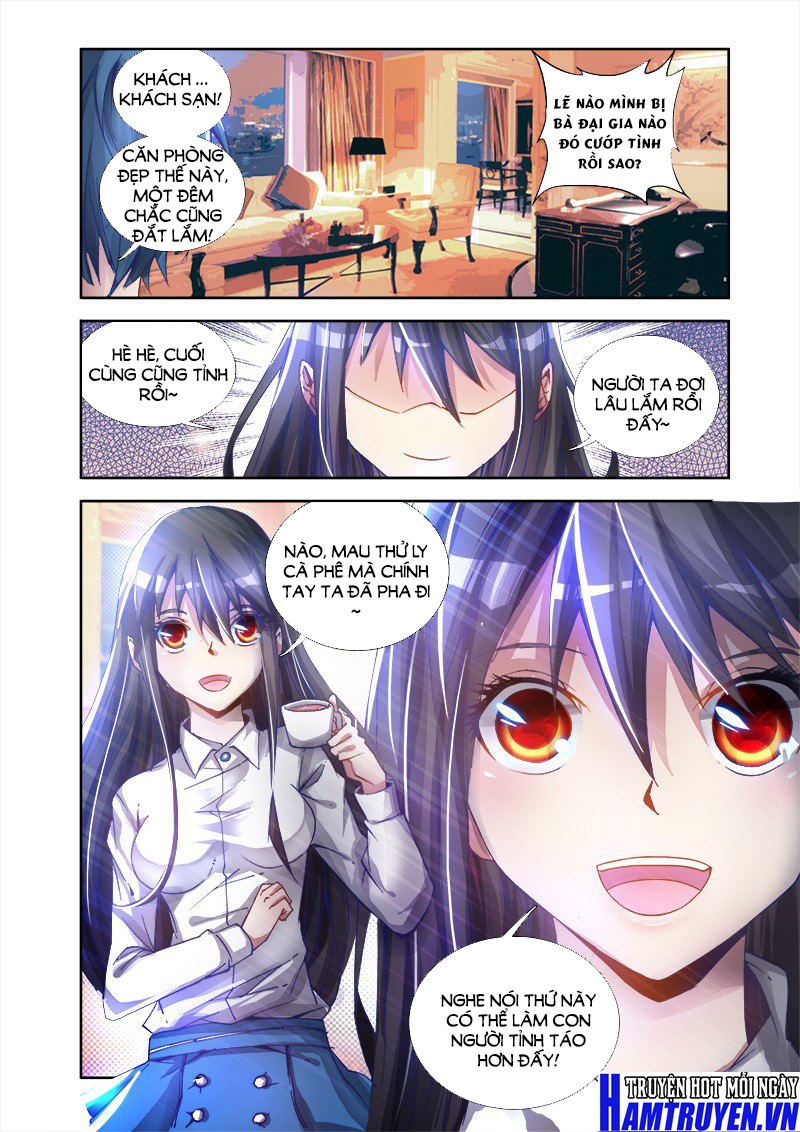 KHÁCH ...
KHÁCH SẠN!
CĂN PHÒNG
ĐẸP THẾ NÀY,
MỘT ĐÊM
CHẮC CŨNG
ĐẮT LẮM!
LẼ NÀO MÌNH BỊ
BÀ ĐẠI GIA NÀO
ĐÓ CƯỚP TÌNH
RỒI SAO?
HÈ HÈ, CUỐI
CÙNG CŨNG TỈNH
RỒI~
NGƯỜI TA ĐỢI
LÂU LẮM RỒI
ĐẤY~
NÀO, MAU THỬ LY
CÀ PHÊ MÀ CHÍNH
TAY TA ĐÃ PHA ĐI
~
NGHE NÓI THỨ NÀY
CÓ THỂ LÀM CON
NGƯỜI TỈNH TÁO
HƠN ĐẤY!
TRUYỆN HOT MỖI NGÀY
HAMTRUYEN.VN